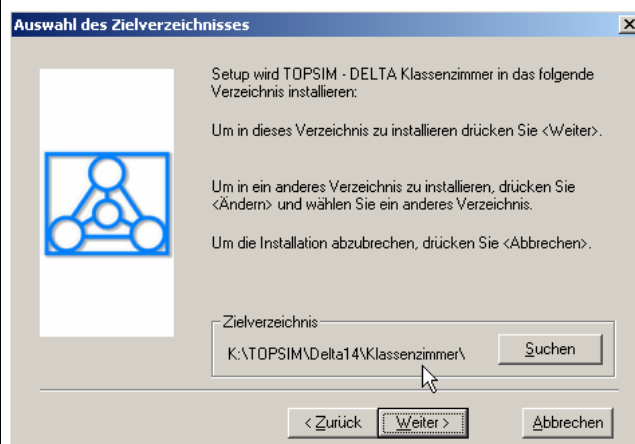 Auswahl des Zielverzeichnisses
Setup wird TOPSIM - DELTA Klassenzimmer in das folgende
Verzeichnis installieren:
Um in dieses Verzeichnis zu installieren drücken Sie <Weiter>.
Um in ein anderes Verzeichnis zu installieren, drücken Sie
<Ändern> und wählen Sie ein anderes Verzeichnis.
Um die Installation abzubrechen, drücken Sie <Abbrechen>.
Zielverzeichnis
K:\TOPSIM\Delta14\Klassenzimmer\
Suchen
< Zurück
Weiter >
Abbrechen